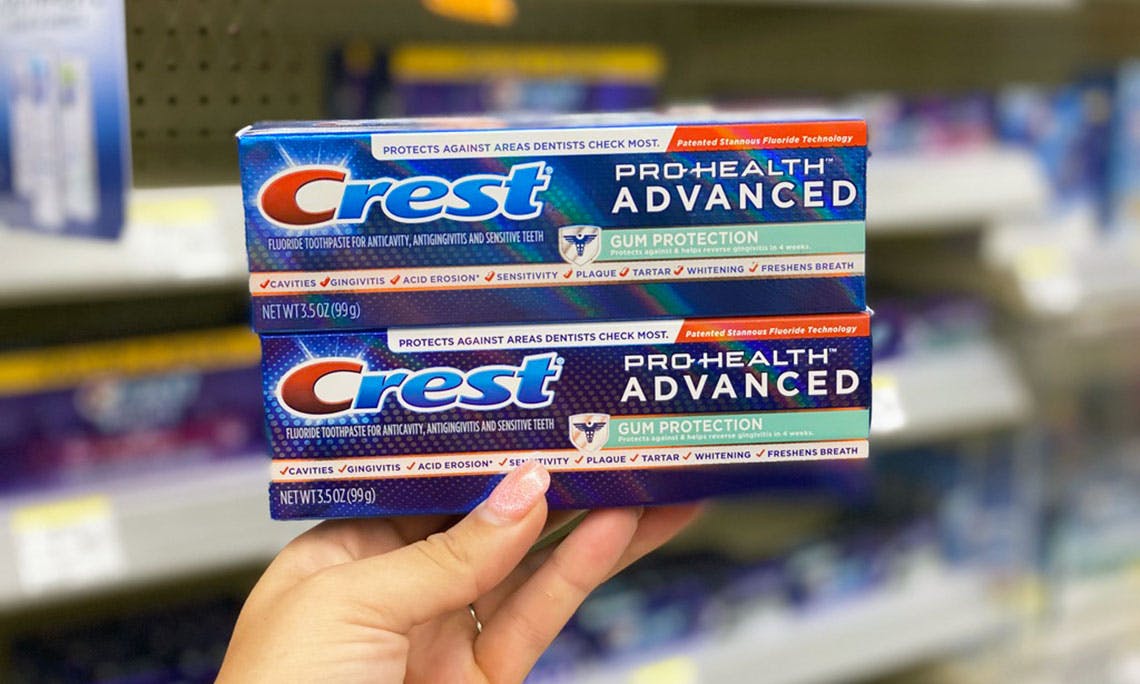 PROTECTS AGAINST AREAS DENTISTS CHECK MOST. Patented Stannous Fluoride Technology
Crest PRO-HEALTH™
ADVANCED
FLUORIDE TOOTHPASTE FOR ANTICAVITY, ANTIGINGIVITIS AND SENSITIVE TEETH
GUM PROTECTION
Protects against & helps reverse gingivitis in 4 weeks.
✓CAVITIES ✓GINGIVITIS ✓ACID EROSION* ✓SENSITIVITY ✓PLAQUE ✓TARTAR ✓WHITENING ✓FRESHENS BREATH
NET WT 3.5 OZ (99 g)
PROTECTS AGAINST AREAS DENTISTS CHECK MOST. Patented Stannous Fluoride Technology
Crest PRO-HEALTH™
ADVANCED
FLUORIDE TOOTHPASTE FOR ANTICAVITY, ANTIGINGIVITIS AND SENSITIVE TEETH
GUM PROTECTION
Protects against & helps reverse gingivitis in 4 weeks.
✓CAVITIES ✓GINGIVITIS ✓ACID EROSION* ✓SENSITIVITY ✓PLAQUE ✓TARTAR ✓WHITENING ✓FRESHENS BREATH
NET WT 3.5 OZ (99 g)